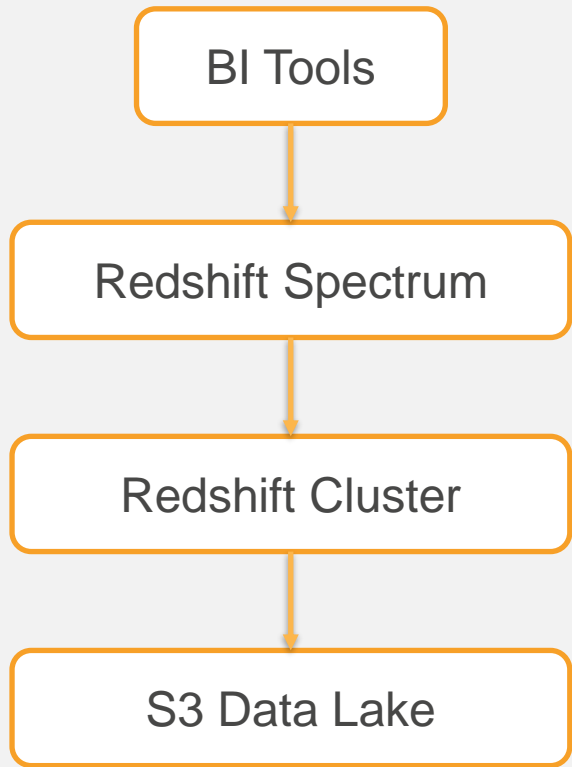 BI Tools
Redshift Spectrum
Redshift Cluster
S3 Data Lake